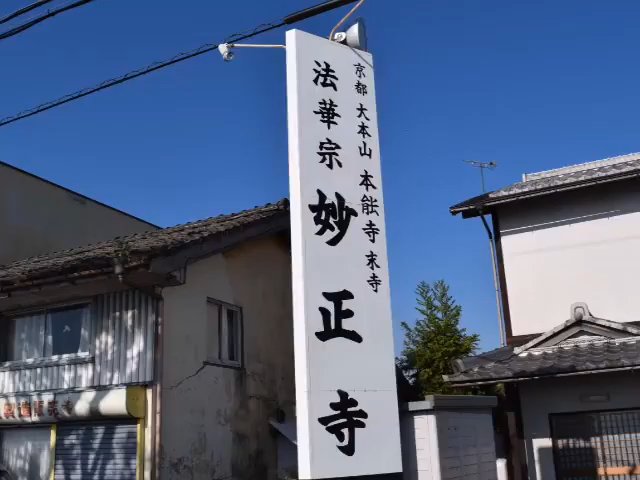 京都 大本山 本能寺 末寺
法華宗 妙正寺